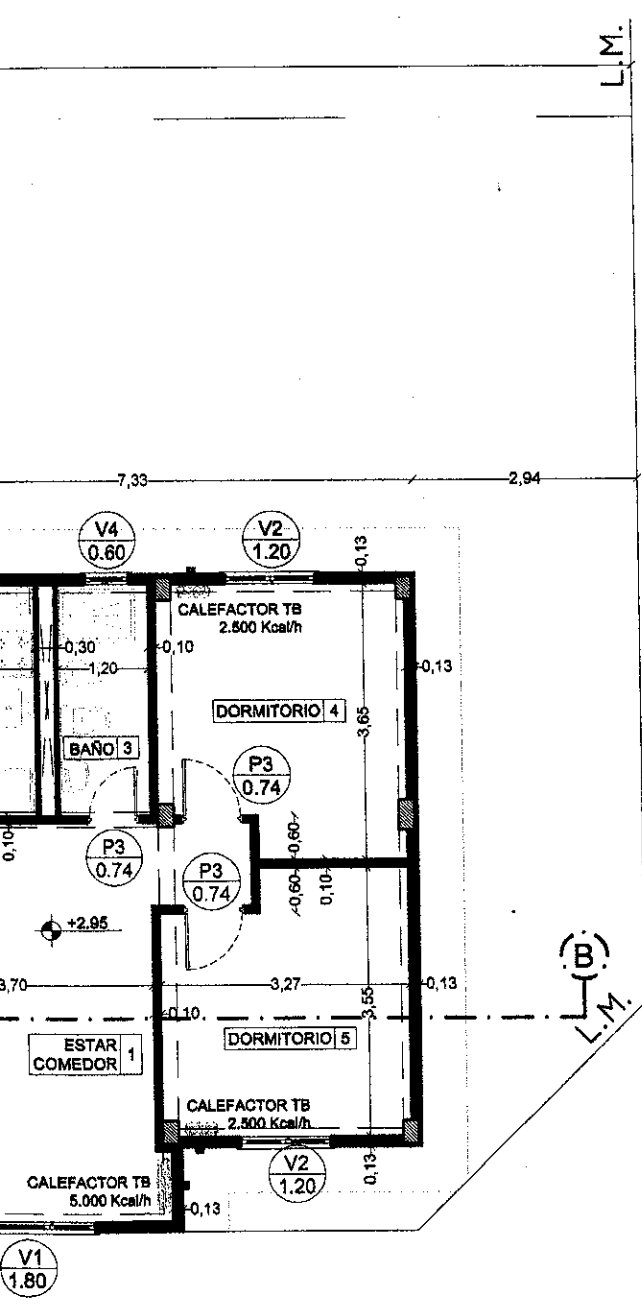 L.M.
7,33
2,94
V4
0.60
V2
1.20
0,13
CALEFACTOR TB
2.500 Kcal/h
0,30
0,10
1,20
0,13
DORMITORIO 4
3,65
BAÑO 3
P3
0.74
0,10
P3
0.74
0,60
P3
0.74
0,60
0,10
+2.95
B
3,70
3,27
0,13
0,10
3,55
L.M.
ESTAR
COMEDOR 1
DORMITORIO 5
CALEFACTOR TB
2,500 Kcal/h
V2
1.20
0,13
CALEFACTOR TB
5.000 Kcal/h
0,13
V1
1.80